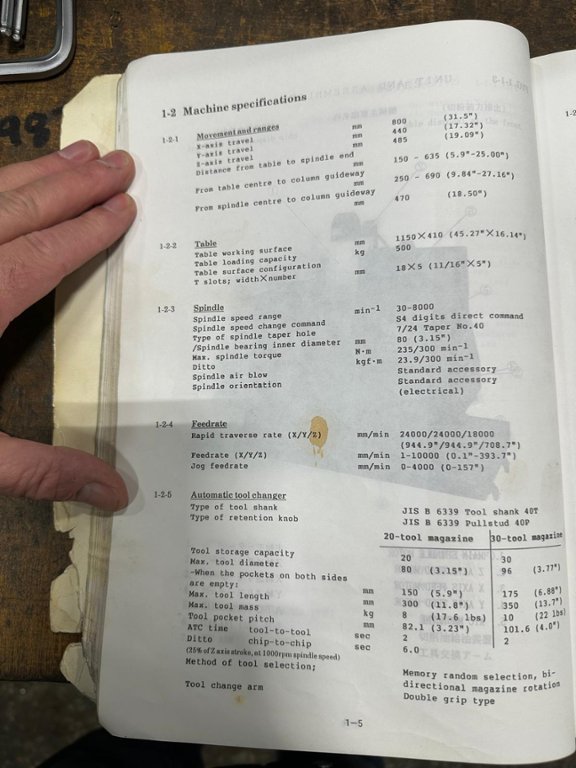 98
1-2 Machine specifications
1-2-1 Movement and ranges
X-axis travel mm 800 (31.5")
Y-axis travel mm 440 (17.32")
Z-axis travel mm 485 (19.09")
Distance from table to spindle end
mm 150 - 635 (5.9"-25.00")
From table centre to column guideway
mm 250 - 690 (9.84"-27.16")
From spindle centre to column guideway
mm 470 (18.50")
1-2-2 Table
Table working surface mm 1150×410 (45.27"×16.14")
Table loading capacity kg 500
Table surface configuration
T slots; width×number mm 18×5 (11/16"×5")
1-2-3 Spindle
Spindle speed range min⁻¹ 30-8000
Spindle speed change command S4 digits direct command
Type of spindle taper hole 7/24 Taper No.40
/Spindle bearing inner diameter mm 80 (3.15")
Max. spindle torque N·m 235/300 min⁻¹
Ditto kgf·m 23.9/300 min⁻¹
Spindle air blow Standard accessory
Spindle orientation Standard accessory
(electrical)
1-2-4 Feedrate
Rapid traverse rate (X/Y/Z) mm/min 24000/24000/18000
(944.9"/944.9"/708.7")
Feedrate (X/Y/Z) mm/min 1-10000 (0.1"-393.7")
Jog feedrate mm/min 0-4000 (0-157")
1-2-5 Automatic tool changer
Type of tool shank JIS B 6339 Tool shank 40T
Type of retention knob JIS B 6339 Pullstud 40P
20-tool magazine 30-tool magazine
Tool storage capacity 20 30
Max. tool diameter mm 80 (3.15") 96 (3.77")
-When the pockets on both sides
are empty: mm 150 (5.9") 175 (6.88")
Max. tool length mm 300 (11.8") 350 (13.7")
Max. tool mass kg 8 (17.6 lbs) 10 (22 lbs)
Tool pocket pitch mm 82.1 (3.23") 101.6 (4.0")
ATC time tool-to-tool sec 2 2
Ditto chip-to-chip sec 6.0
(25% of Z axis stroke, at 1000rpm spindle speed)
Method of tool selection; Memory random selection, bi-
directional magazine rotation
Tool change arm Double grip type
1-5